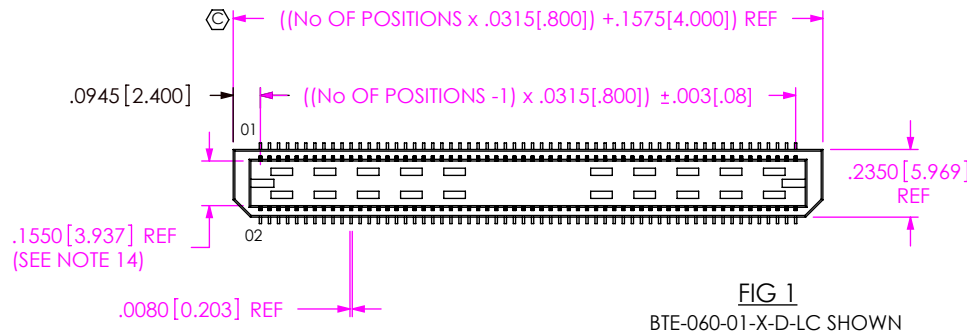 C ((No OF POSITIONS x .0315[.800]) +.1575[4.000]) REF
.0945[2.400] ((No OF POSITIONS -1) x .0315[.800]) ±.003[.08]
01
.2350[5.969]
REF
.1550[3.937] REF
(SEE NOTE 14)
02
.0080[0.203] REF
FIG 1
BTE-060-01-X-D-LC SHOWN